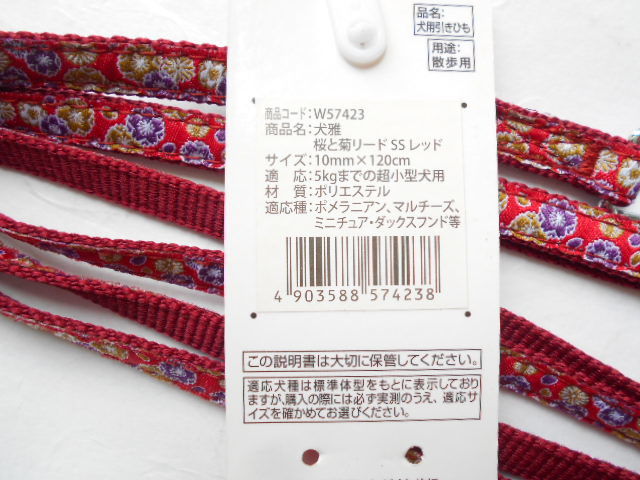 品名:
犬用引きひも
用途:
散歩用
商品コード:W57423
商品名:犬雅
桜と菊リード SS レッド
サイズ:10mm×120cm
適 応:5kgまでの超小型犬用
材 質:ポリエステル
適応種:ポメラニアン、マルチーズ、
ミニチュア・ダックスフンド等
4 903588 574238
この説明書は大切に保管してください。
適応犬種は標準体型をもとに表示しており
ますが、購入の際には必ず実測のうえ、適応サ
イズを確かめてお選びください。